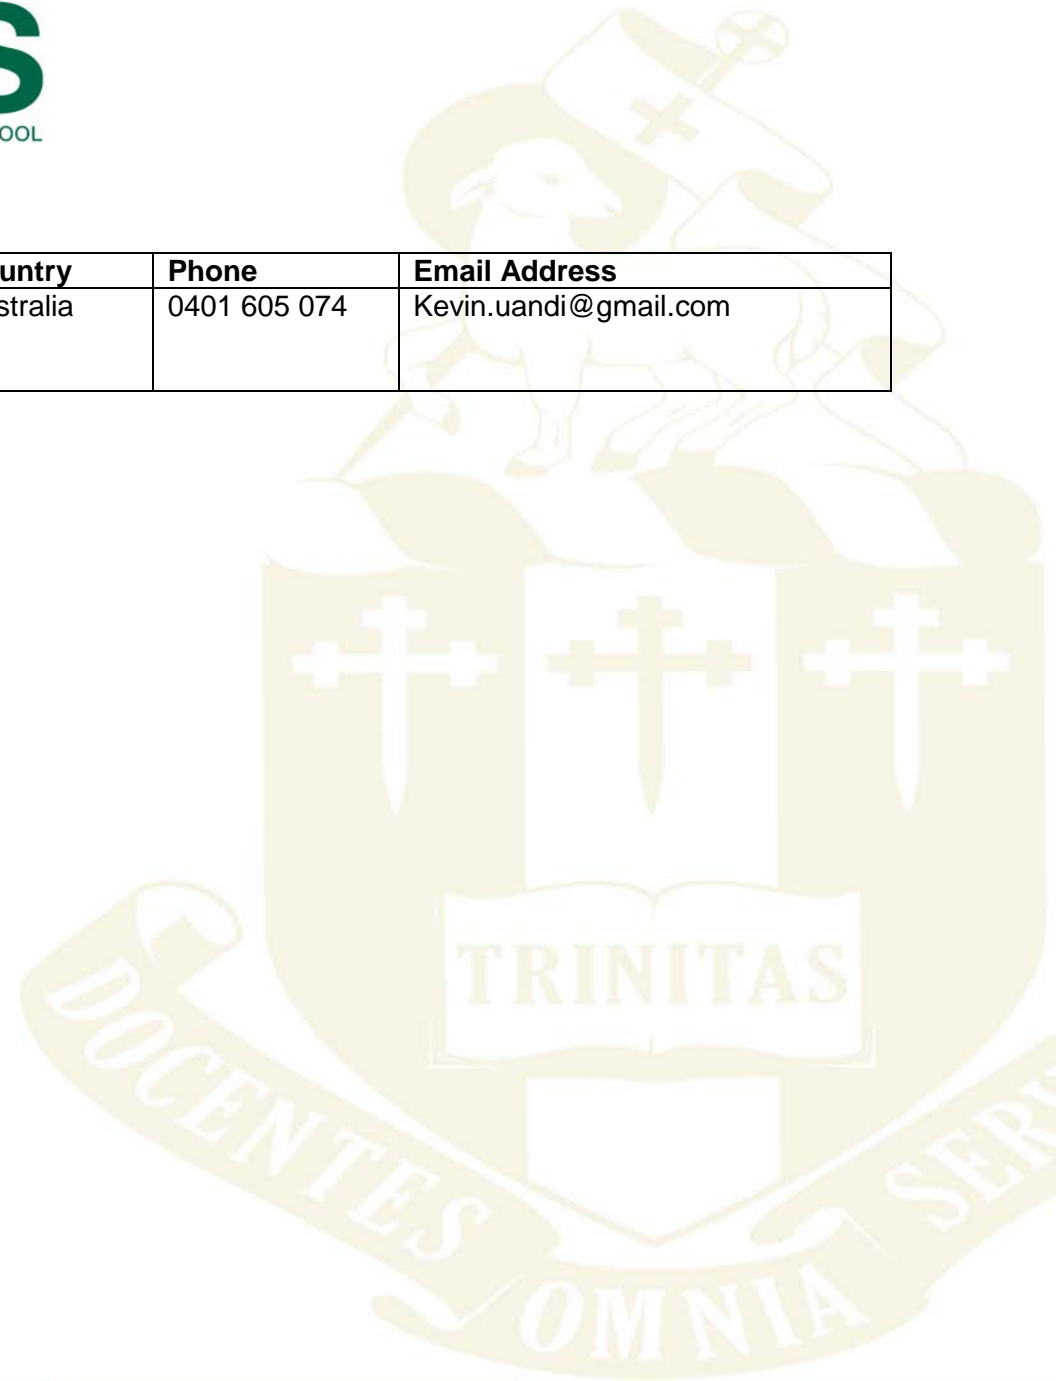 S
OOL
untry Phone Email Address
stralia 0401 605 074 Kevin.uandi@gmail.com
TRINITAS
DOCENTES OMNIA SER